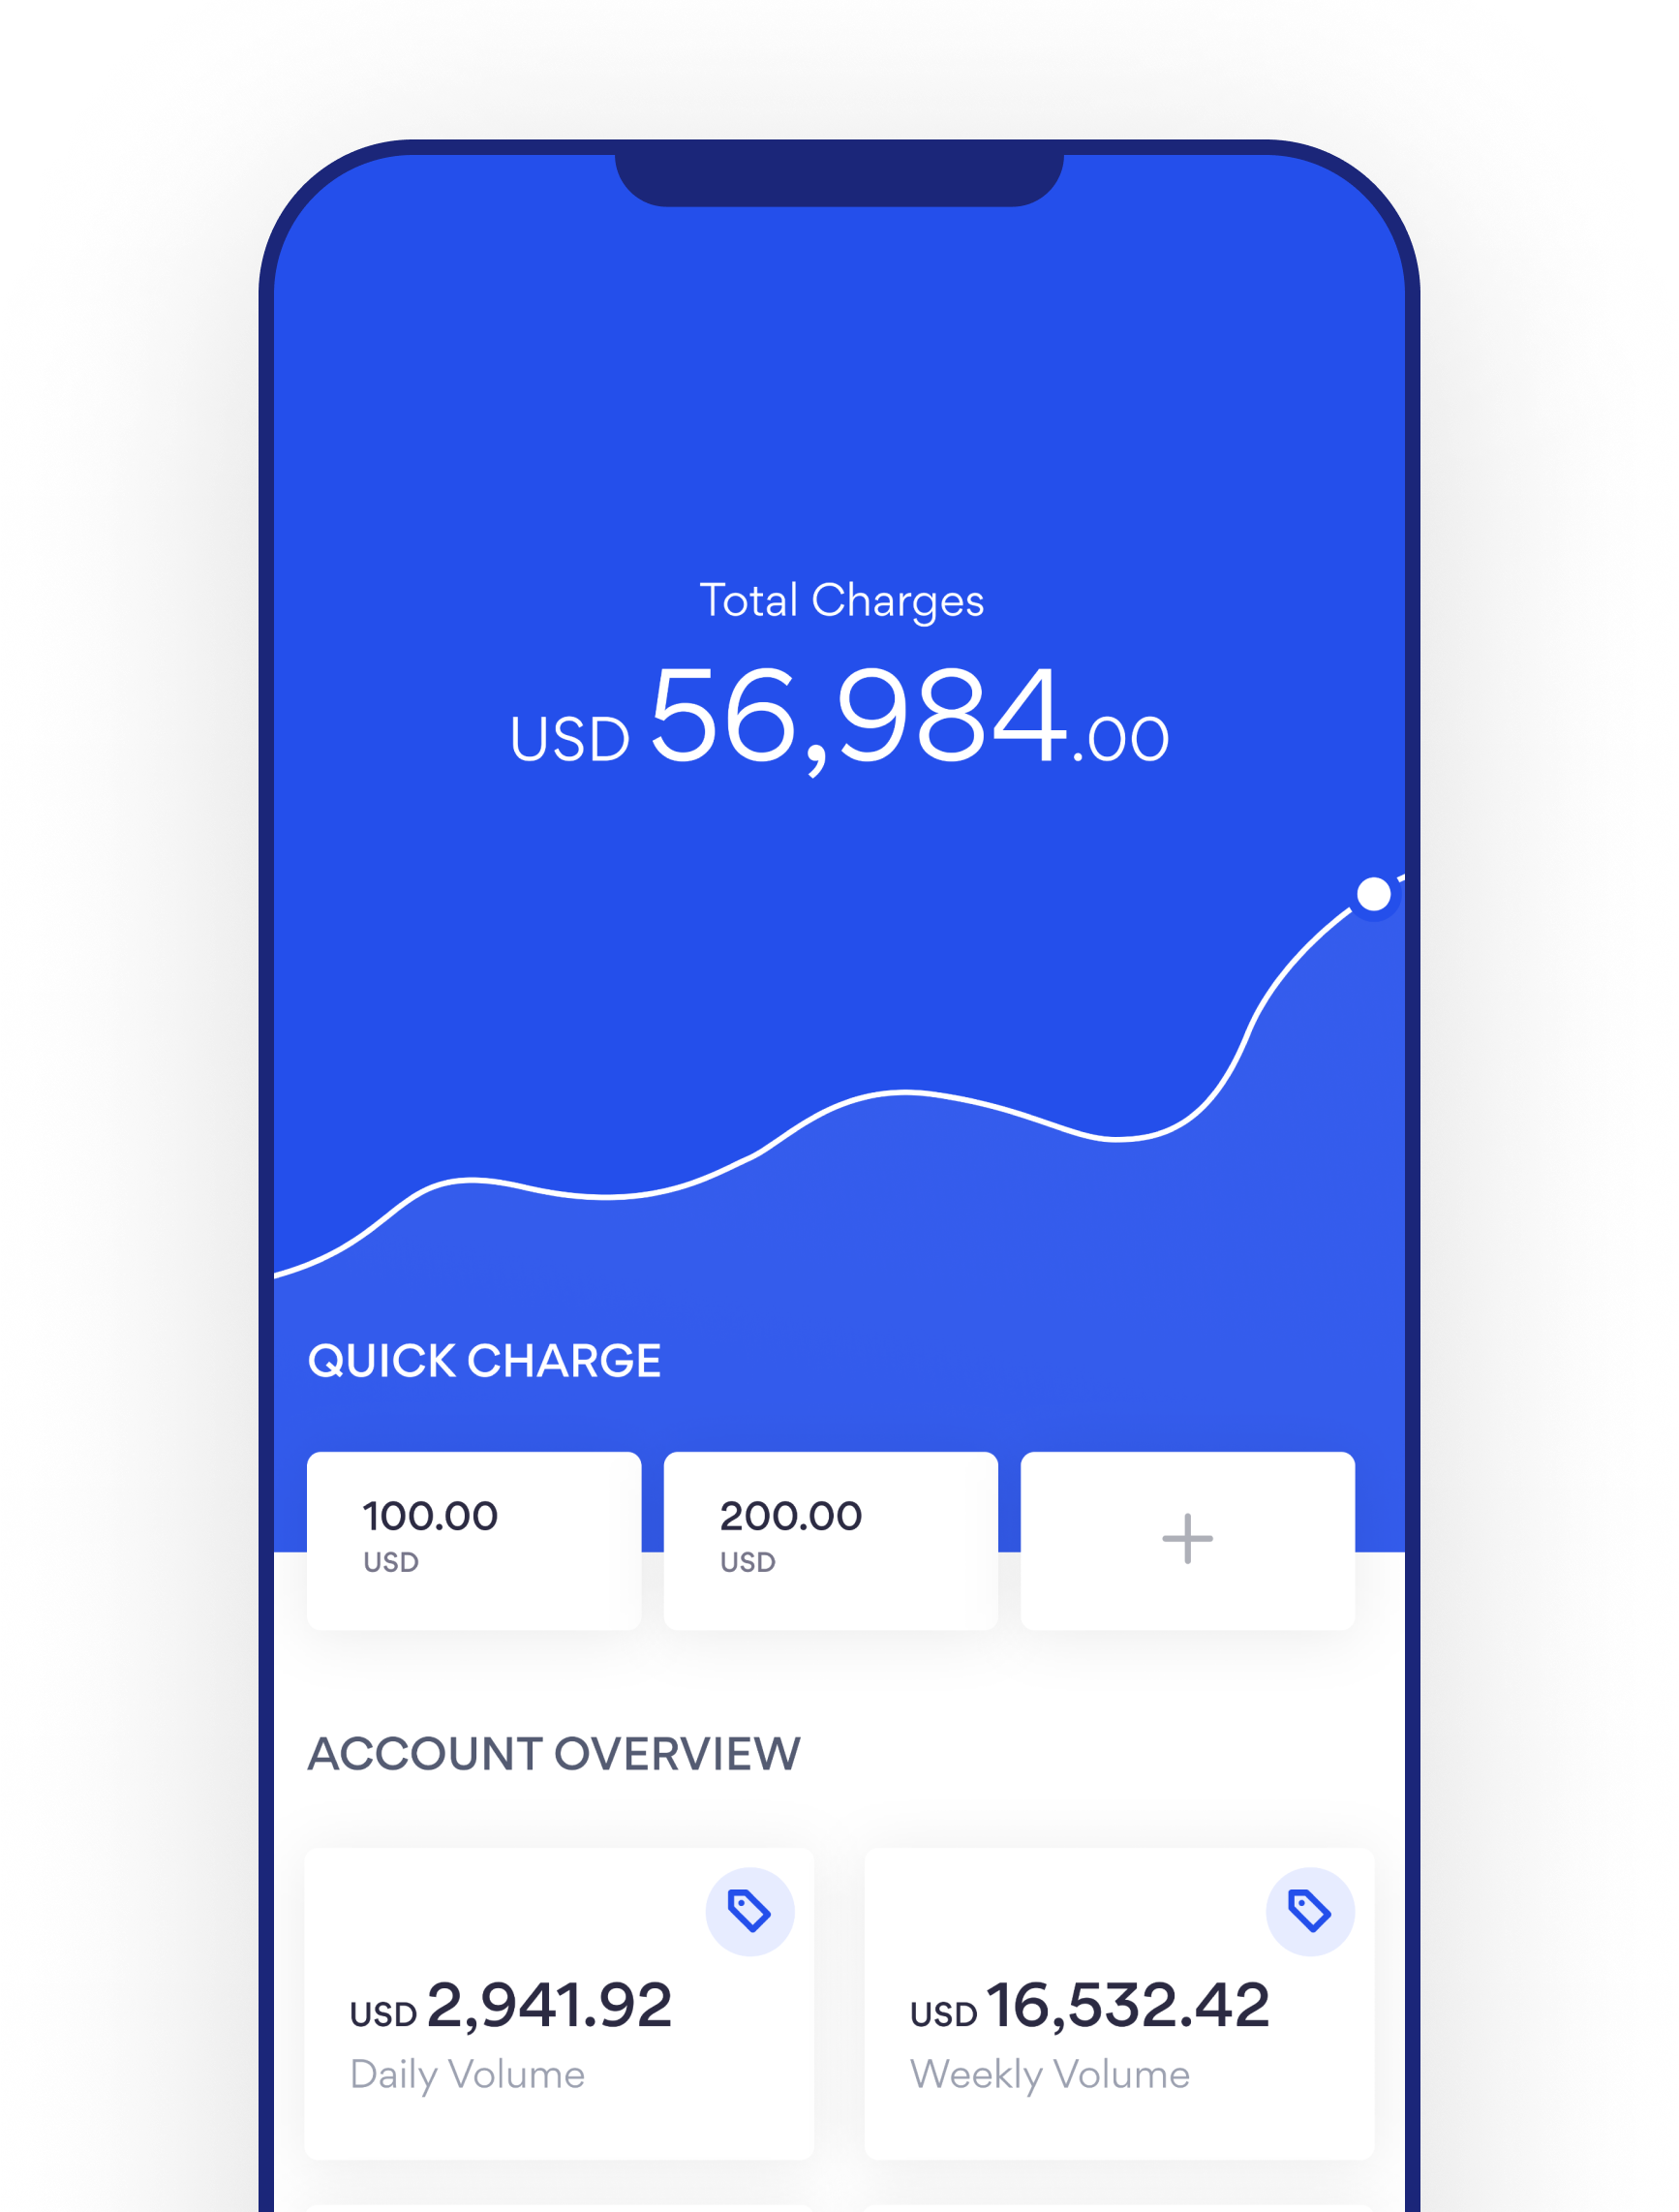 Total Charges
USD 56,984.00
QUICK CHARGE
100.00
USD
200.00
USD
ACCOUNT OVERVIEW
USD 2,941.92
Daily Volume
USD 16,532.42
Weekly Volume